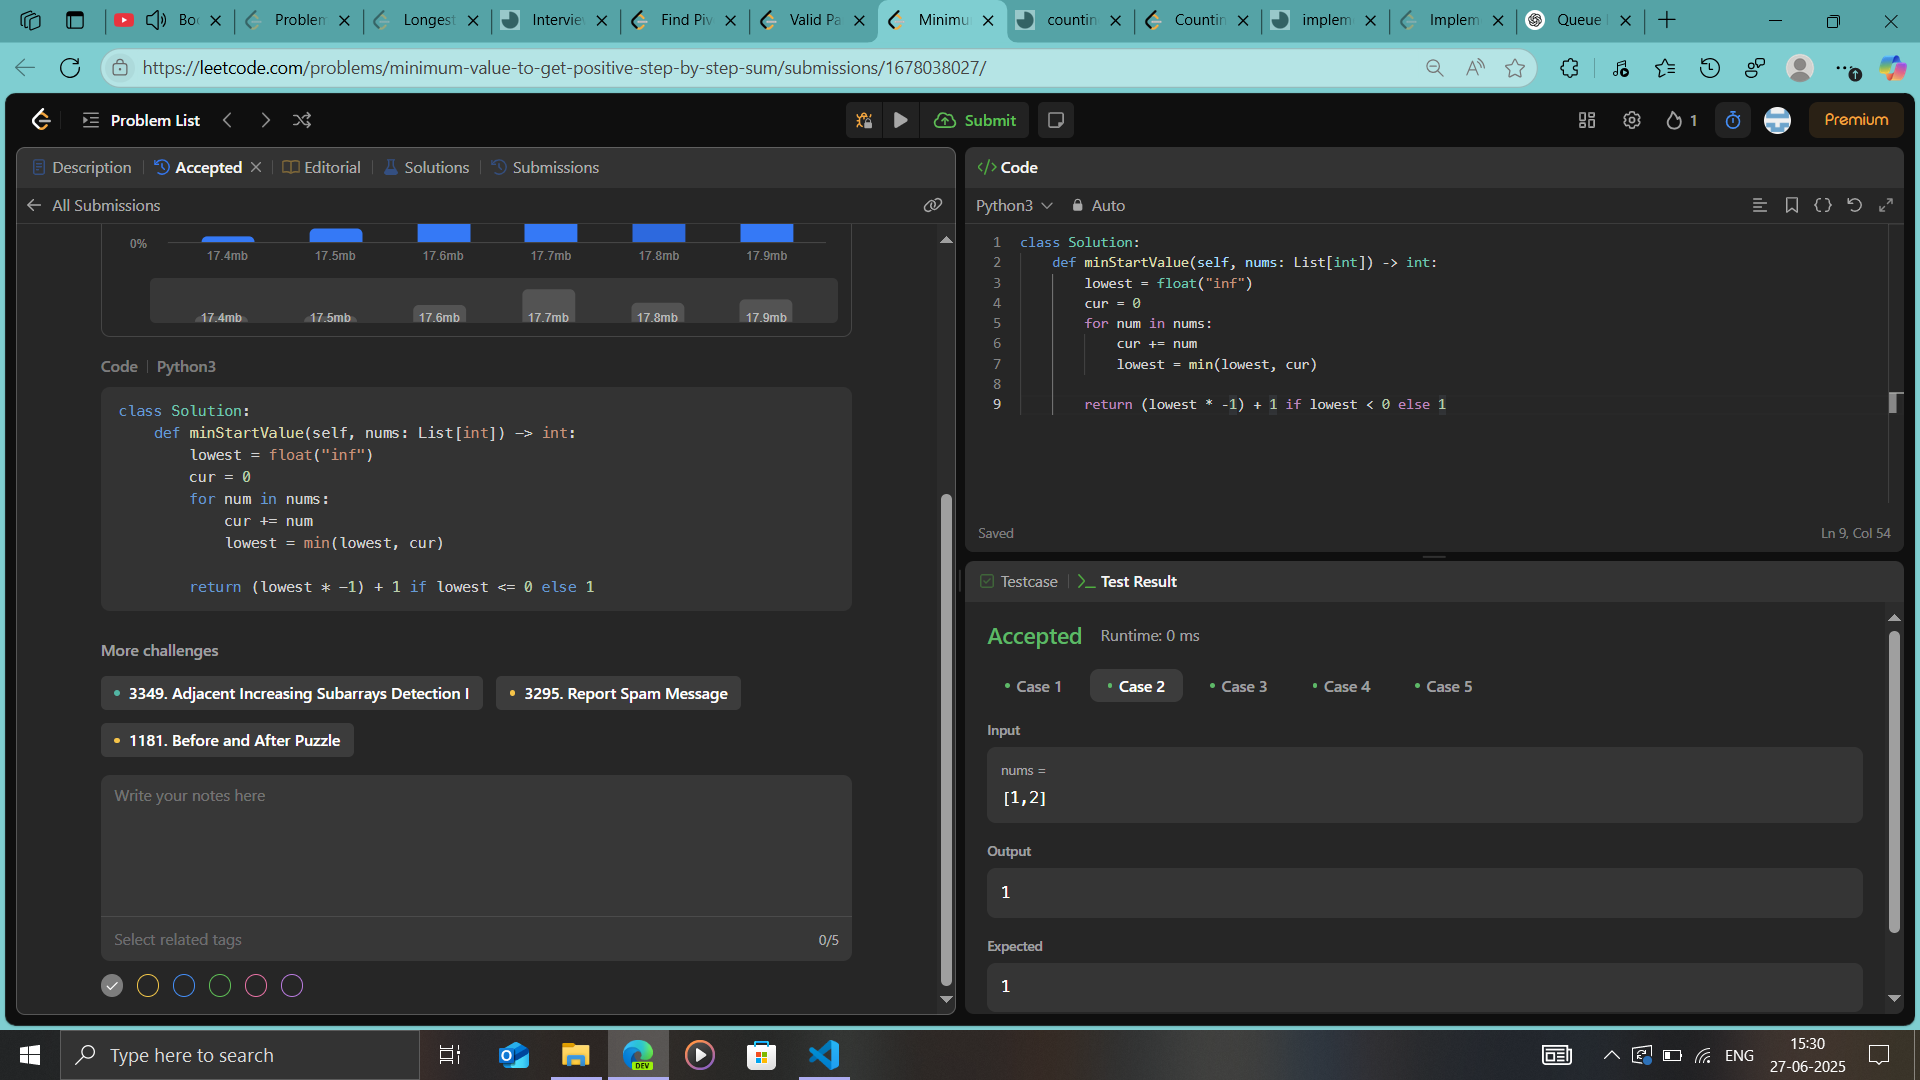 Boo
Problem
Longest
Interview
Find Piv
Valid Pa
Minimu
counting
Countin
impleme
Implem
Queue
https://leetcode.com/problems/minimum-value-to-get-positive-step-by-step-sum/submissions/1678038027/
Problem List
Submit
1
Premium
Description
Accepted
Editorial
Solutions
Submissions
All Submissions
0%
17.4mb 17.5mb 17.6mb 17.7mb 17.8mb 17.9mb
17.4mb 17.5mb 17.6mb 17.7mb 17.8mb 17.9mb
Code | Python3
class Solution:
    def minStartValue(self, nums: List[int]) -> int:
        lowest = float("inf")
        cur = 0
        for num in nums:
            cur += num
            lowest = min(lowest, cur)
        return (lowest * -1) + 1 if lowest <= 0 else 1
More challenges
3349. Adjacent Increasing Subarrays Detection I
3295. Report Spam Message
1181. Before and After Puzzle
Write your notes here
Select related tags
0/5
</> Code
Python3
Auto
1 class Solution:
2     def minStartValue(self, nums: List[int]) -> int:
3         lowest = float("inf")
4         cur = 0
5         for num in nums:
6             cur += num
7             lowest = min(lowest, cur)
8
9         return (lowest * -1) + 1 if lowest < 0 else 1
Saved
Ln 9, Col 54
Testcase
Test Result
Accepted
Runtime: 0 ms
Case 1
Case 2
Case 3
Case 4
Case 5
Input
nums =
[1,2]
Output
1
Expected
1
Type here to search
DEV
ENG
15:30
27-06-2025